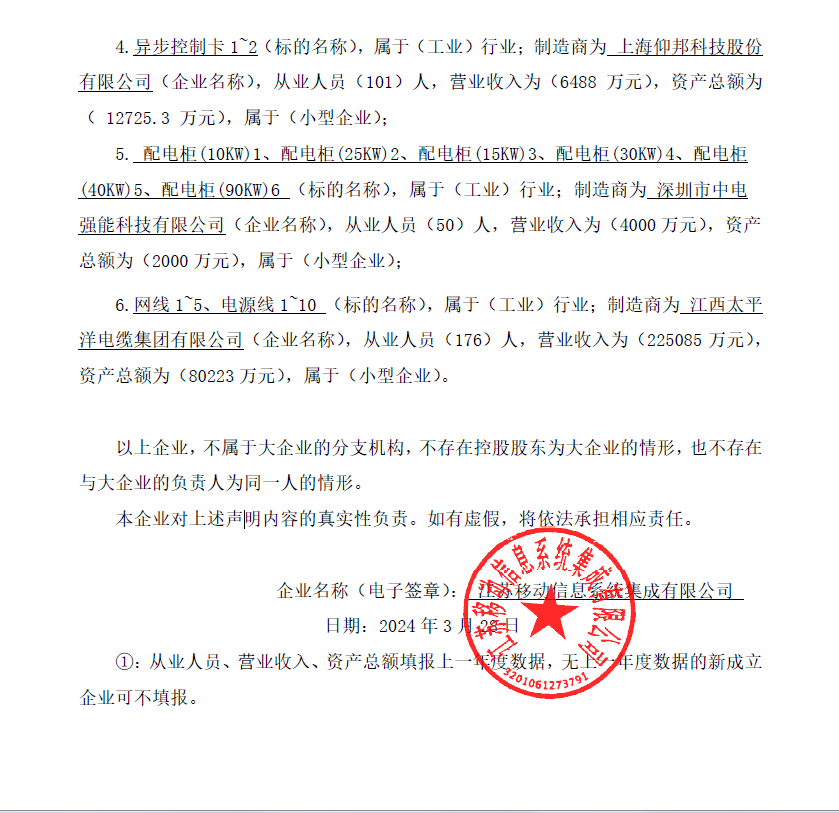 4.异步控制卡 1~2（标的名称），属于（工业）行业；制造商为 上海仰邦科技股份
有限公司（企业名称），从业人员（101）人，营业收入为（6488 万元），资产总额为
（ 12725.3 万元），属于（小型企业）；
5. 配电柜(10KW)1、配电柜(25KW)2、配电柜(15KW)3、配电柜(30KW)4、配电柜
(40KW)5、配电柜(90KW)6 （标的名称），属于（工业）行业；制造商为 深圳市中电
强能科技有限公司（企业名称），从业人员（50）人，营业收入为（4000 万元），资产
总额为（2000 万元），属于（小型企业）；
6.网线 1~5、电源线 1~10 （标的名称），属于（工业）行业；制造商为 江西太平
洋电缆集团有限公司（企业名称），从业人员（176）人，营业收入为（225085 万元），
资产总额为（80223 万元），属于（小型企业）。
以上企业，不属于大企业的分支机构，不存在控股股东为大企业的情形，也不存在
与大企业的负责人为同一人的情形。
本企业对上述声明内容的真实性负责。如有虚假，将依法承担相应责任。
企业名称（电子签章）： 江苏移动信息系统集成有限公司
日期：2024 年 3 月 28 日
江苏移动信息系统集成有限公司
3201061273791
①：从业人员、营业收入、资产总额填报上一年度数据，无上一年度数据的新成立
企业可不填报。